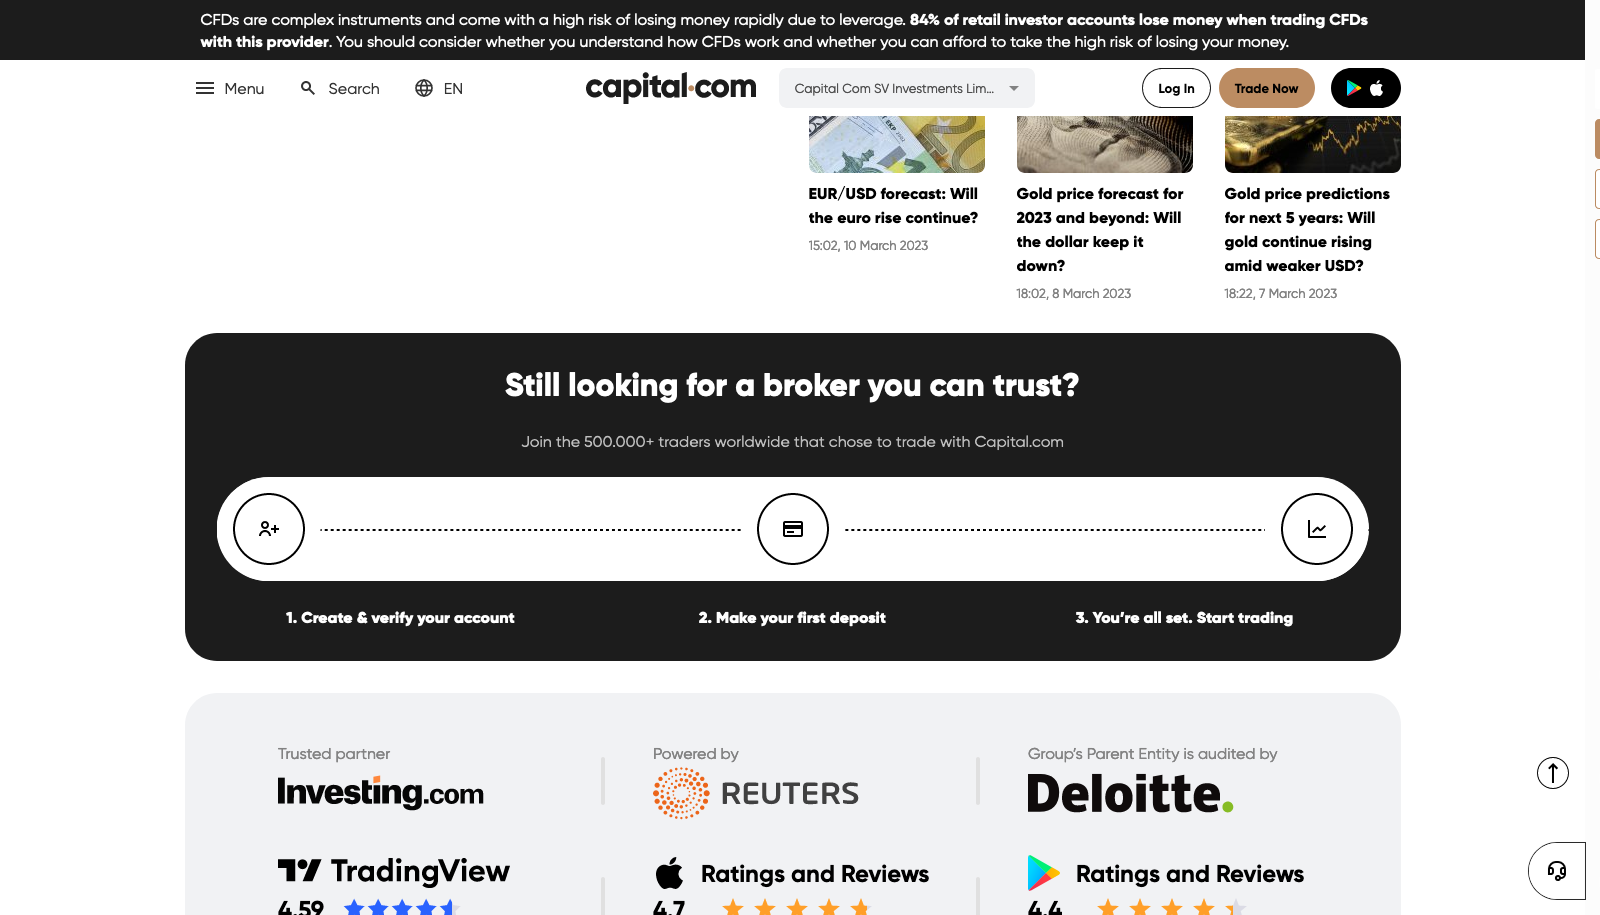 CFDs are complex instruments and come with a high risk of losing money rapidly due to leverage. 84% of retail investor accounts lose money when trading CFDs
with this provider. You should consider whether you understand how CFDs work and whether you can afford to take the high risk of losing your money.
Menu
Search
EN
capital.com
Capital Com SV Investments Lim...
Log In
Trade Now
EUR/USD forecast: Will
the euro rise continue?
15:02, 10 March 2023
Gold price forecast for
2023 and beyond: Will
the dollar keep it
down?
18:02, 8 March 2023
Gold price predictions
for next 5 years: Will
gold continue rising
amid weaker USD?
18:22, 7 March 2023
Still looking for a broker you can trust?
Join the 500.000+ traders worldwide that chose to trade with Capital.com
1. Create & verify your account
2. Make your first deposit
3. You’re all set. Start trading
Trusted partner
Investing.com
Powered by
REUTERS
Group’s Parent Entity is audited by
Deloitte.
TradingView
4.59
Ratings and Reviews
4.7
Ratings and Reviews
4.4